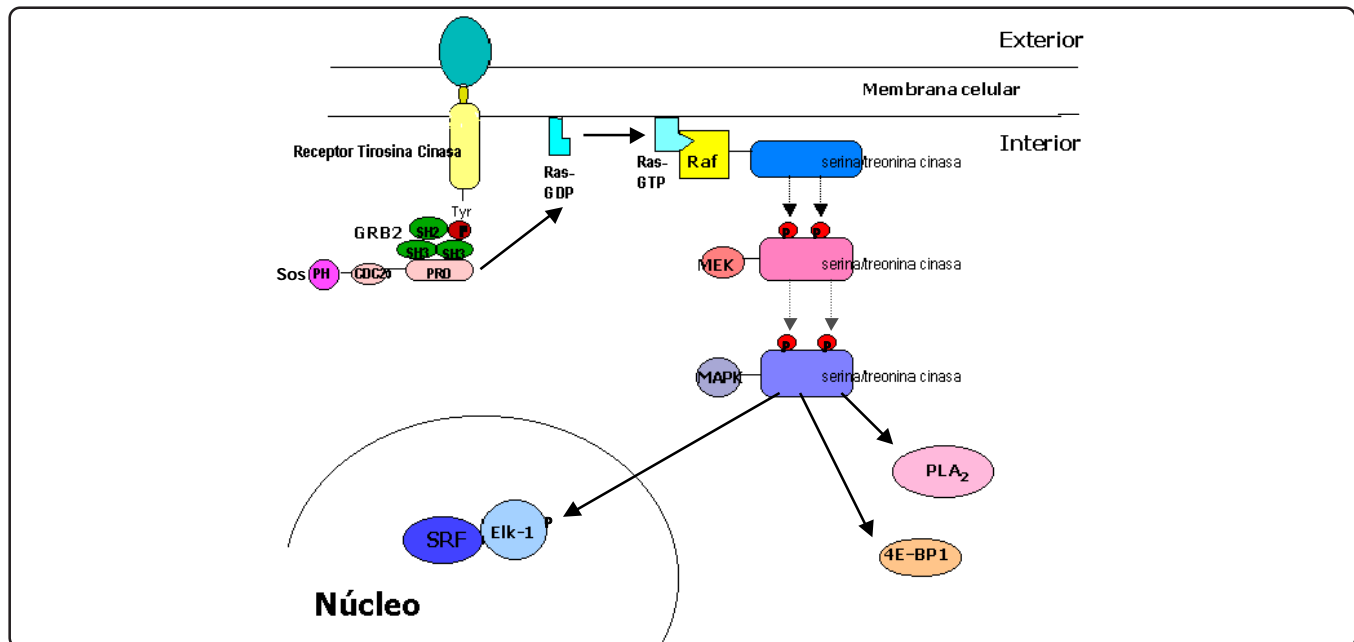 Exterior
Membrana celular
Interior
Receptor Tirosina Cinasa
Ras-
GDP
Ras-
GTP
Raf
serina/treonina cinasa
Tyr
GRB2
SH2
P
SH3
SH3
Sos
PH
CDC25
PRO
P
P
MEK
serina/treonina cinasa
P
P
MAPK
serina/treonina cinasa
PLA2
SRF
Elk-1
P
4E-BP1
Núcleo